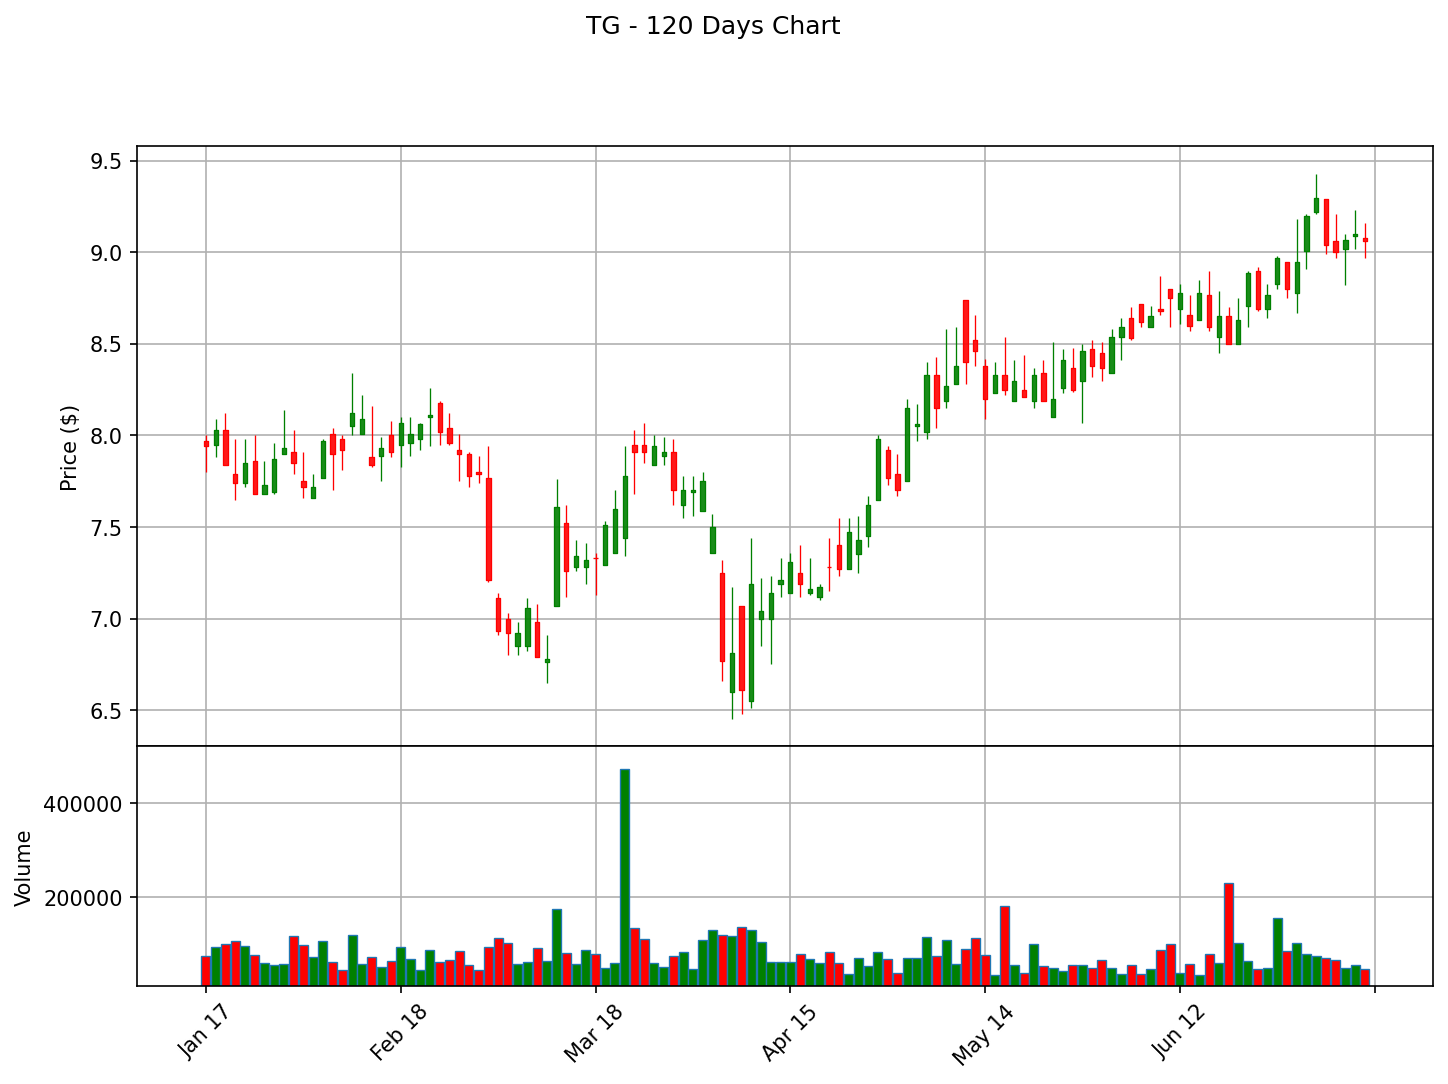 TG - 120 Days Chart
9.5
9.0
8.5
8.0
7.5
7.0
6.5
Price ($)
400000
200000
Volume
Jan 17
Feb 18
Mar 18
Apr 15
May 14
Jun 12